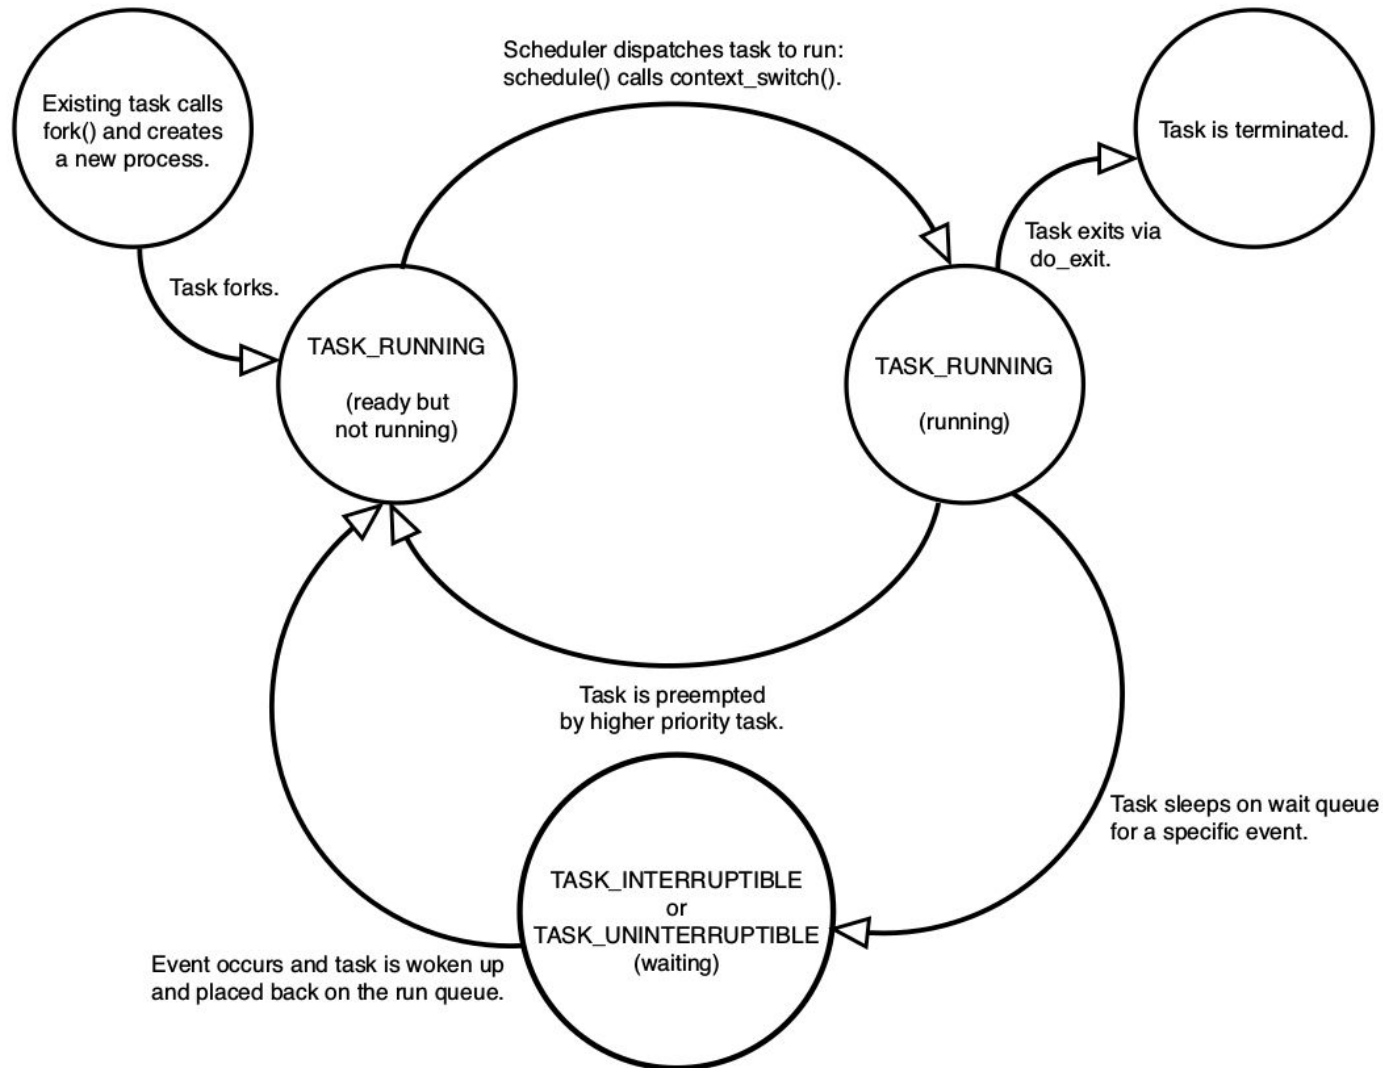 Scheduler dispatches task to run:
schedule() calls context_switch().
Existing task calls
fork() and creates
a new process.
Task is terminated.
Task exits via
do_exit.
Task forks.
TASK_RUNNING
(ready but
not running)
TASK_RUNNING
(running)
Task is preempted
by higher priority task.
Task sleeps on wait queue
for a specific event.
TASK_INTERRUPTIBLE
or
TASK_UNINTERRUPTIBLE
(waiting)
Event occurs and task is woken up
and placed back on the run queue.